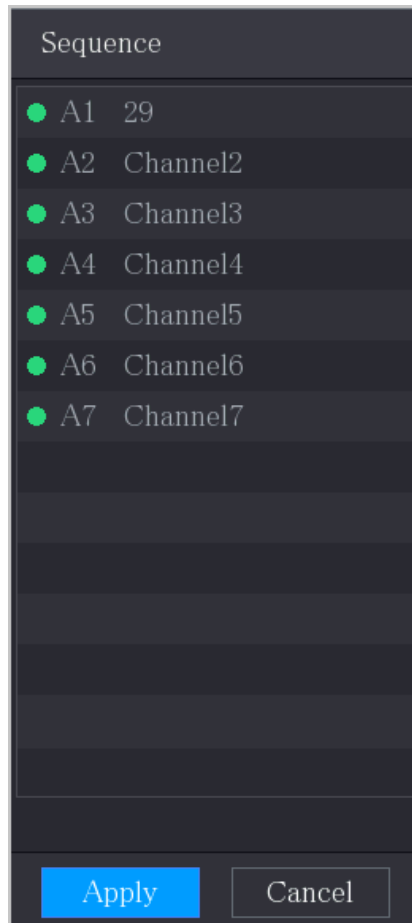 Sequence
A1 29
A2 Channel2
A3 Channel3
A4 Channel4
A5 Channel5
A6 Channel6
A7 Channel7
Apply Cancel